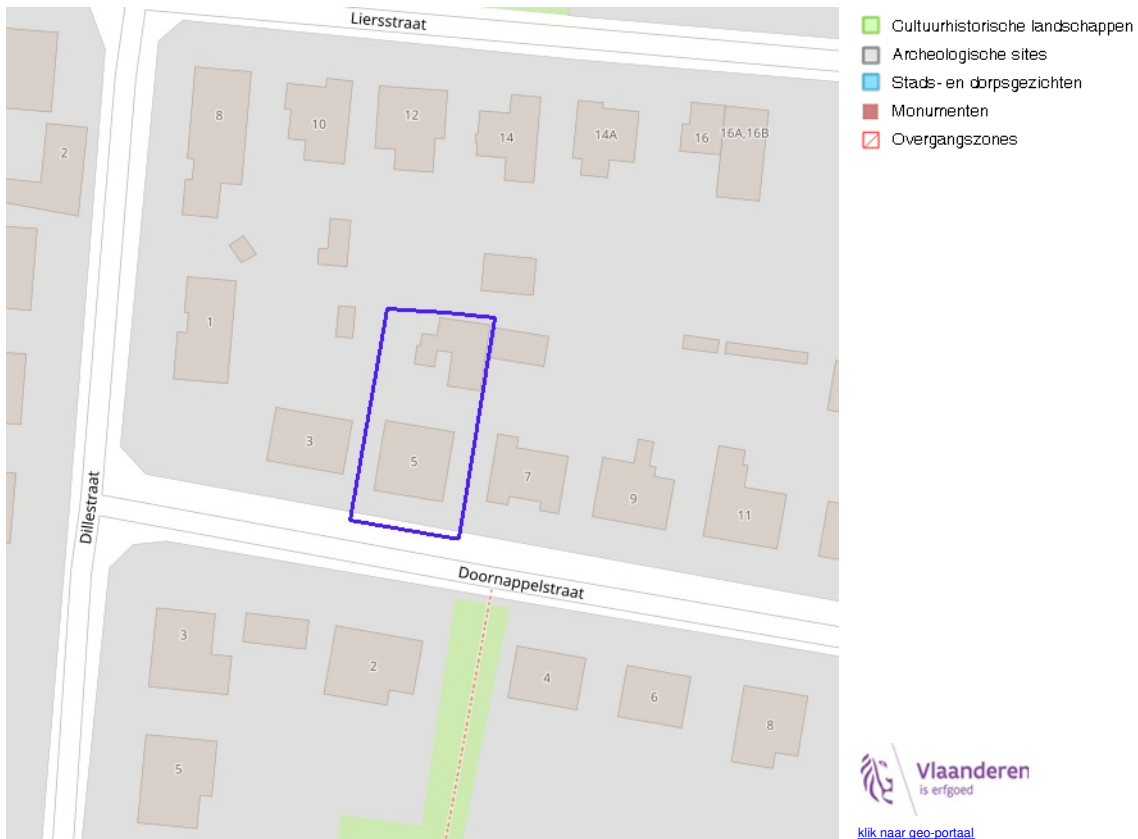 Liersstraat
8
10
12
14
14A
16
16A,16B
2
1
3
5
7
9
11
Dillestraat
Doornappelstraat
3
2
4
6
8
5
Cultuurhistorische landschappen
Archeologische sites
Stads- en dorpsgezichten
Monumenten
Overgangszones
Vlaanderen
is erfgoed
klik naar geo-portaal